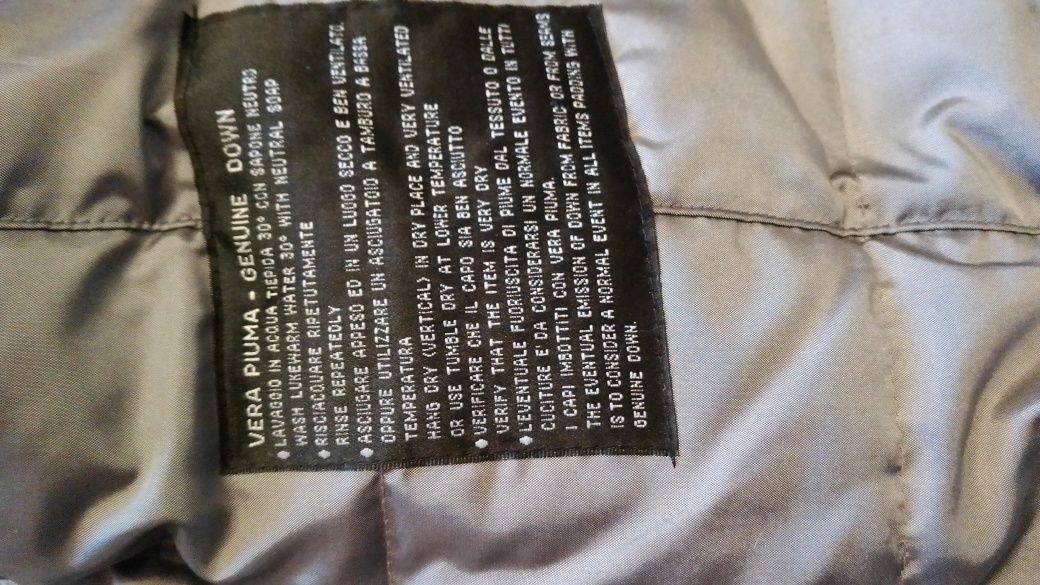 VERA PIUMA - GENUINE DOWN
• LAVAGGIO IN ACQUA TIEPIDA 30° CON SAPONE NEUTRO
WASH LUKEWARM WATER 30° WITH NEUTRAL SOAP
• RISCIACQUARE RIPETUTAMENTE
RINSE REPEATEDLY
• ASCIUGARE APPESO ED IN UN LUOGO SECCO E BEN VENTILATO.
OPPURE UTILIZZARE UN ASCIUGATOIO A TAMBURO A BASSA
TEMPERATURA
HANG DRY (VERTICAL) IN DRY PLACE AND VERY VENTILATED
OR USE TUMBLE DRY AT LOWER TEMPERATURE
• VERIFICARE CHE IL CAPO SIA BEN ASCIUTTO
VERIFY THAT THE ITEM IS VERY DRY
• L'EVENTUALE FUORIUSCITA DI PIUME DAL TESSUTO O DALLE
CUCITURE E DA CONSIDERARSI UN NORMALE EVENTO IN TUTTI
I CAPI IMBOTTITI CON VERA PIUMA.
THE EVENTUAL EMISSION OF DOWN FROM FABRIC OR FROM SEEMS
IS TO CONSIDER A NORMAL EVENT IN ALL ITEMS PADDING WITH
GENUINE DOWN.